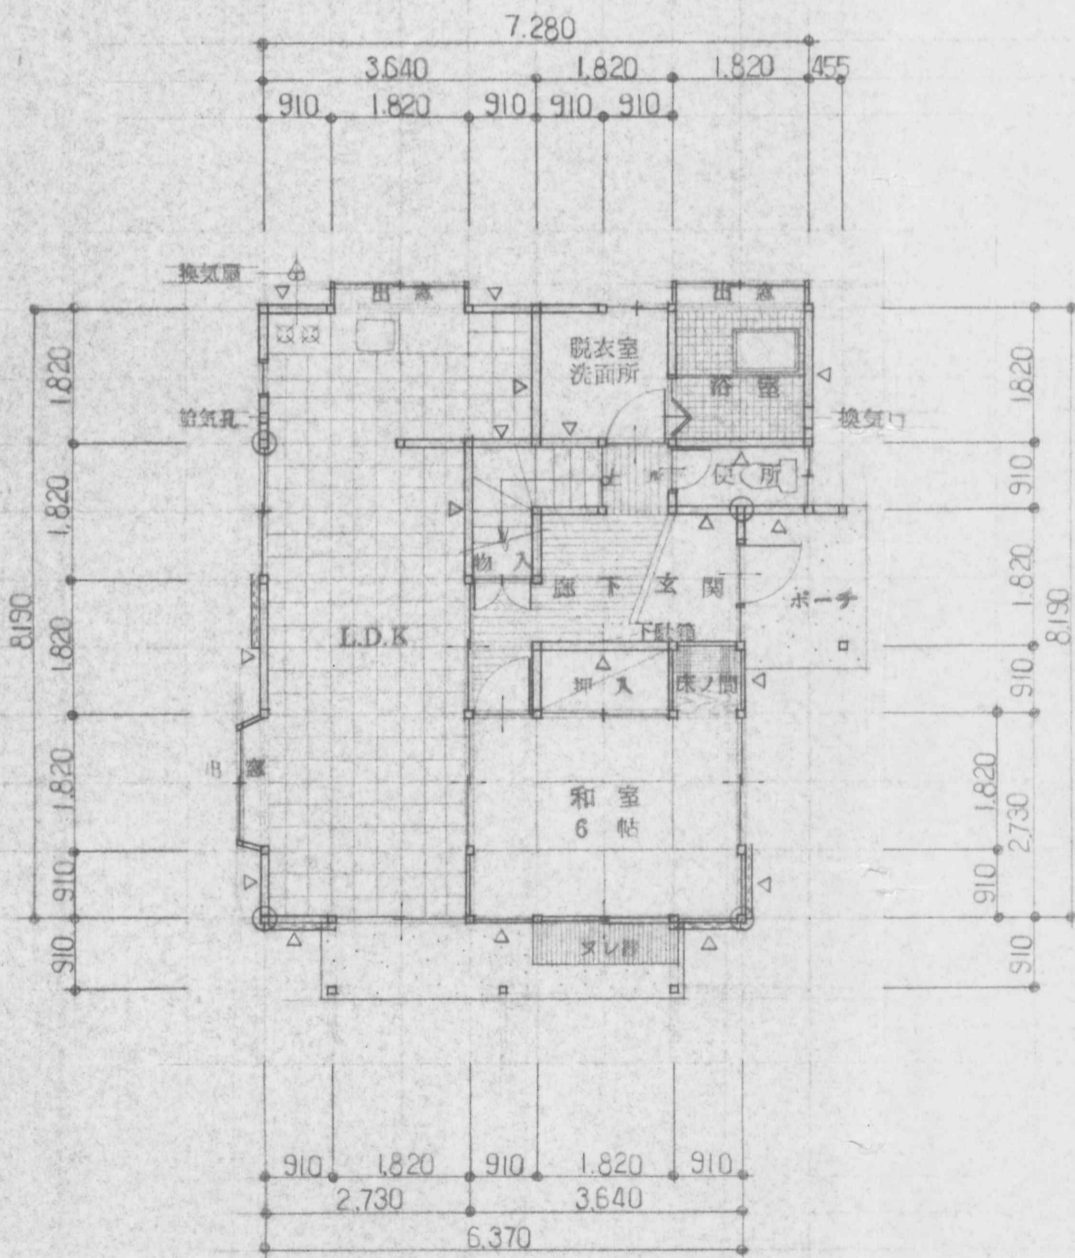 7.280
3.640
1.820
1.820
455
910
1.820
910
910
910
換気扇
出窓
出窓
脱衣室
洗面所
浴室
給気孔
換気口
便所
物入
廊下
玄関
ポーチ
L.D.K
下駄箱
押入
床ノ間
出窓
和室
6 帖
ヌレ縁
8.190
1.820
1.820
1.820
1.820
910
910
1.820
910
1.820
910
1.820
2.730
910
910
8.190
910
1.820
910
1.820
910
2.730
3.640
6.370